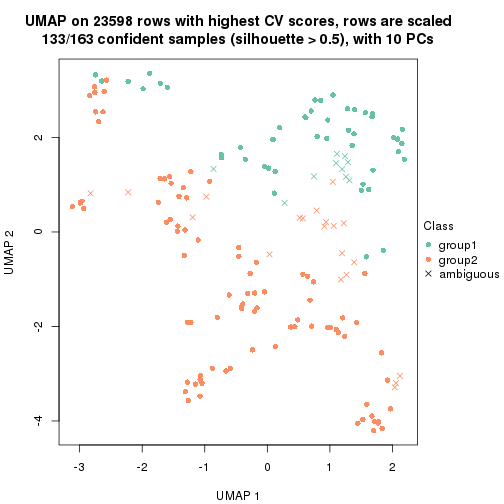 UMAP on 23598 rows with highest CV scores, rows are scaled
133/163 confident samples (silhouette > 0.5), with 10 PCs
UMAP 2
2
0
-2
-4
-3
-2
-1
0
1
2
UMAP 1
Class
group1
group2
ambiguous